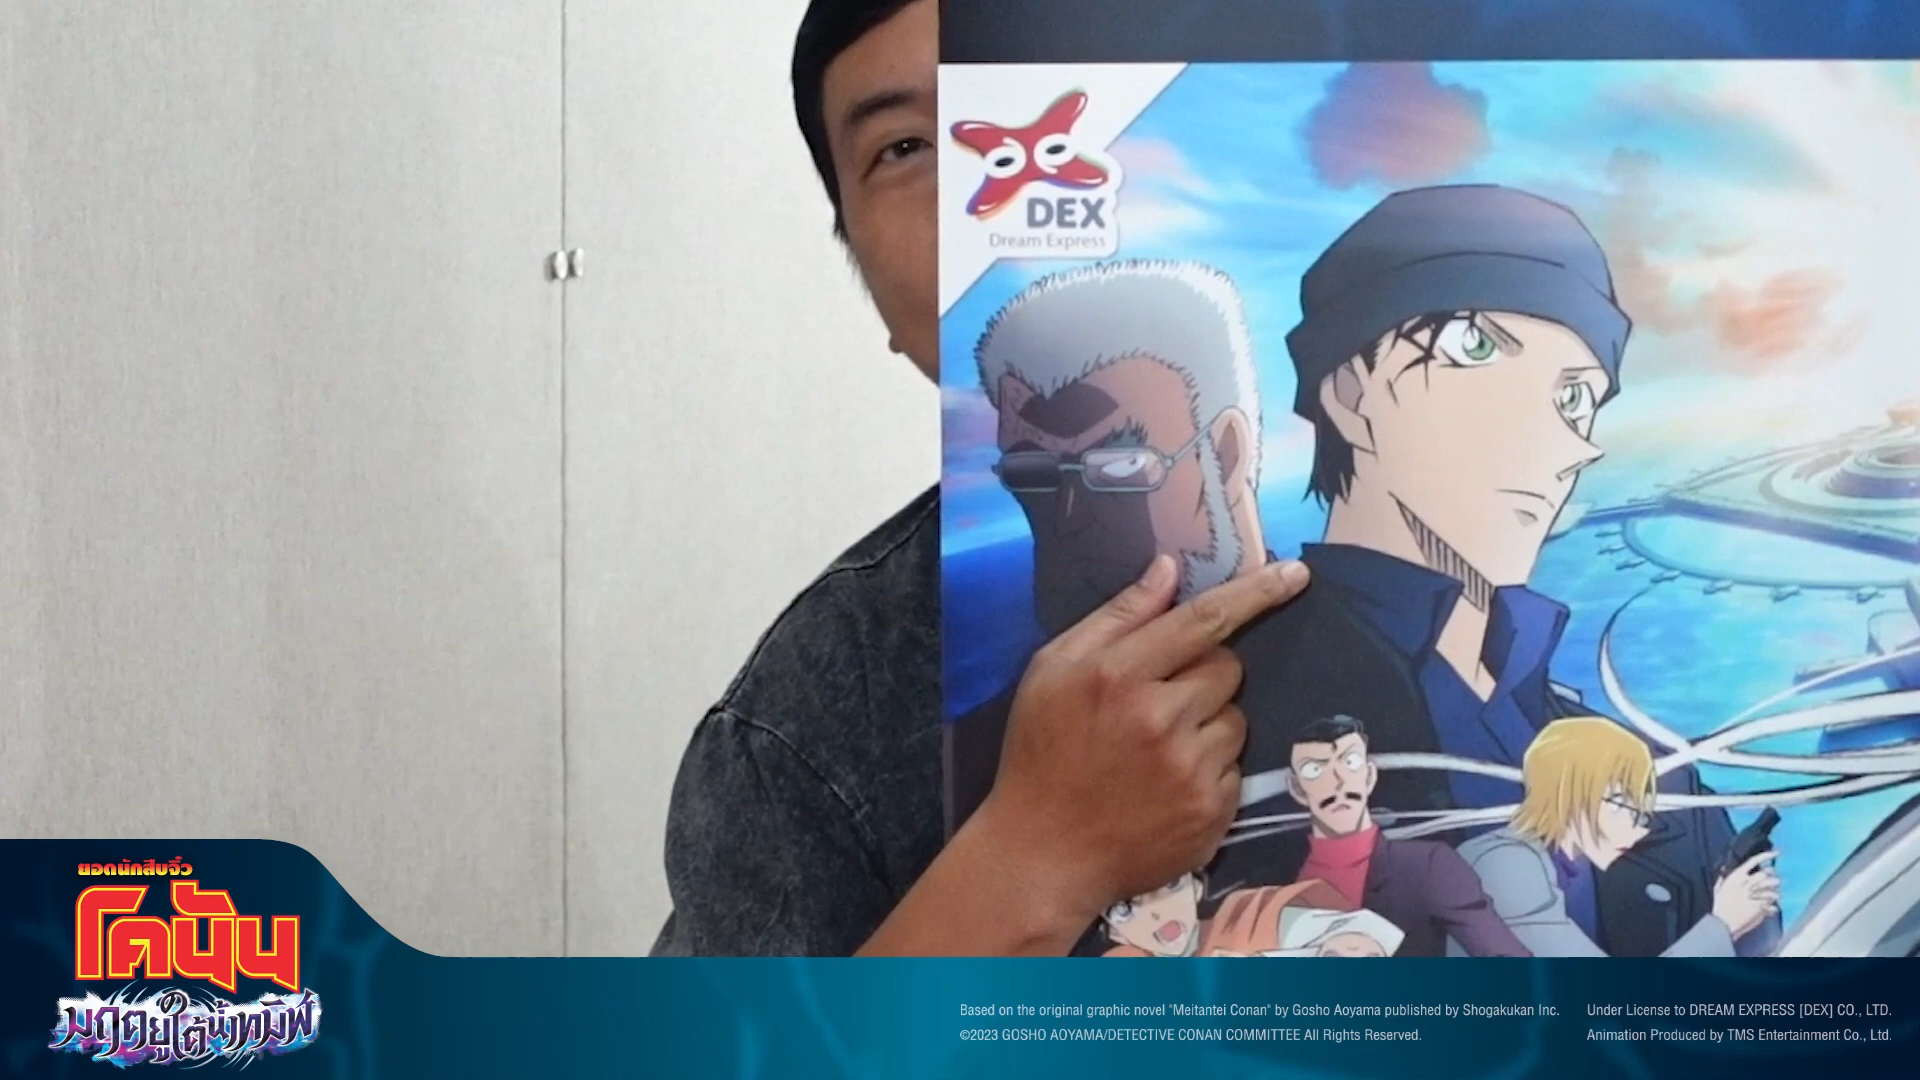 DEX
Dream Express
ยอดนักสืบจิ๋ว
โคนัน
มฤตยูใต้น้ำทมิฬ
Based on the original graphic novel "Meitantei Conan" by Gosho Aoyama published by Shogakukan Inc.
©2023 GOSHO AOYAMA/DETECTIVE CONAN COMMITTEE All Rights Reserved.
Under License to DREAM EXPRESS [DEX] CO., LTD.
Animation Produced by TMS Entertainment Co., Ltd.